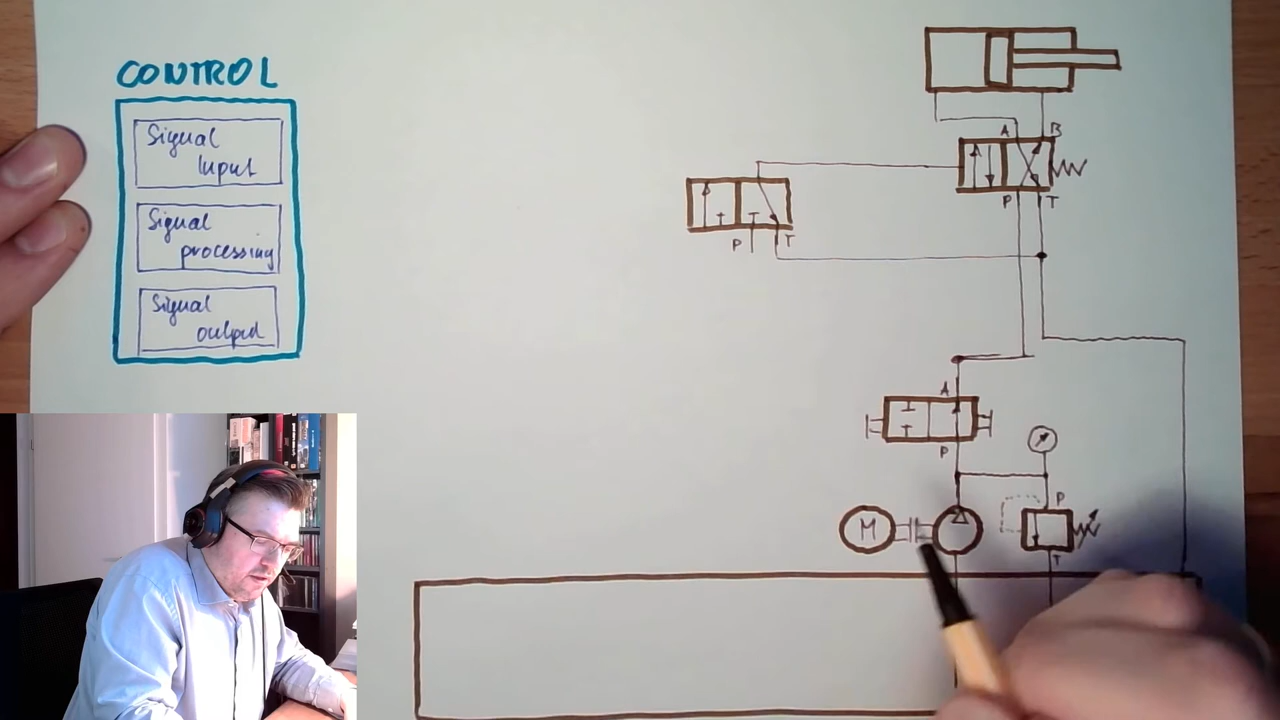 CONTROL
Signal
Input
Signal
processing
Signal
output
A B
P T
P T
A
P
M
P
T